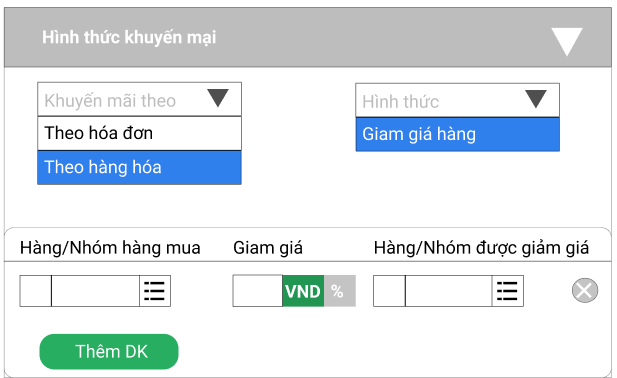 Hình thức khuyến mại
Khuyến mãi theo
Hình thức
Theo hóa đơn
Giam giá hàng
Theo hàng hóa
Hàng/Nhóm hàng mua
Giam giá
Hàng/Nhóm được giảm giá
VND
%
Thêm DK